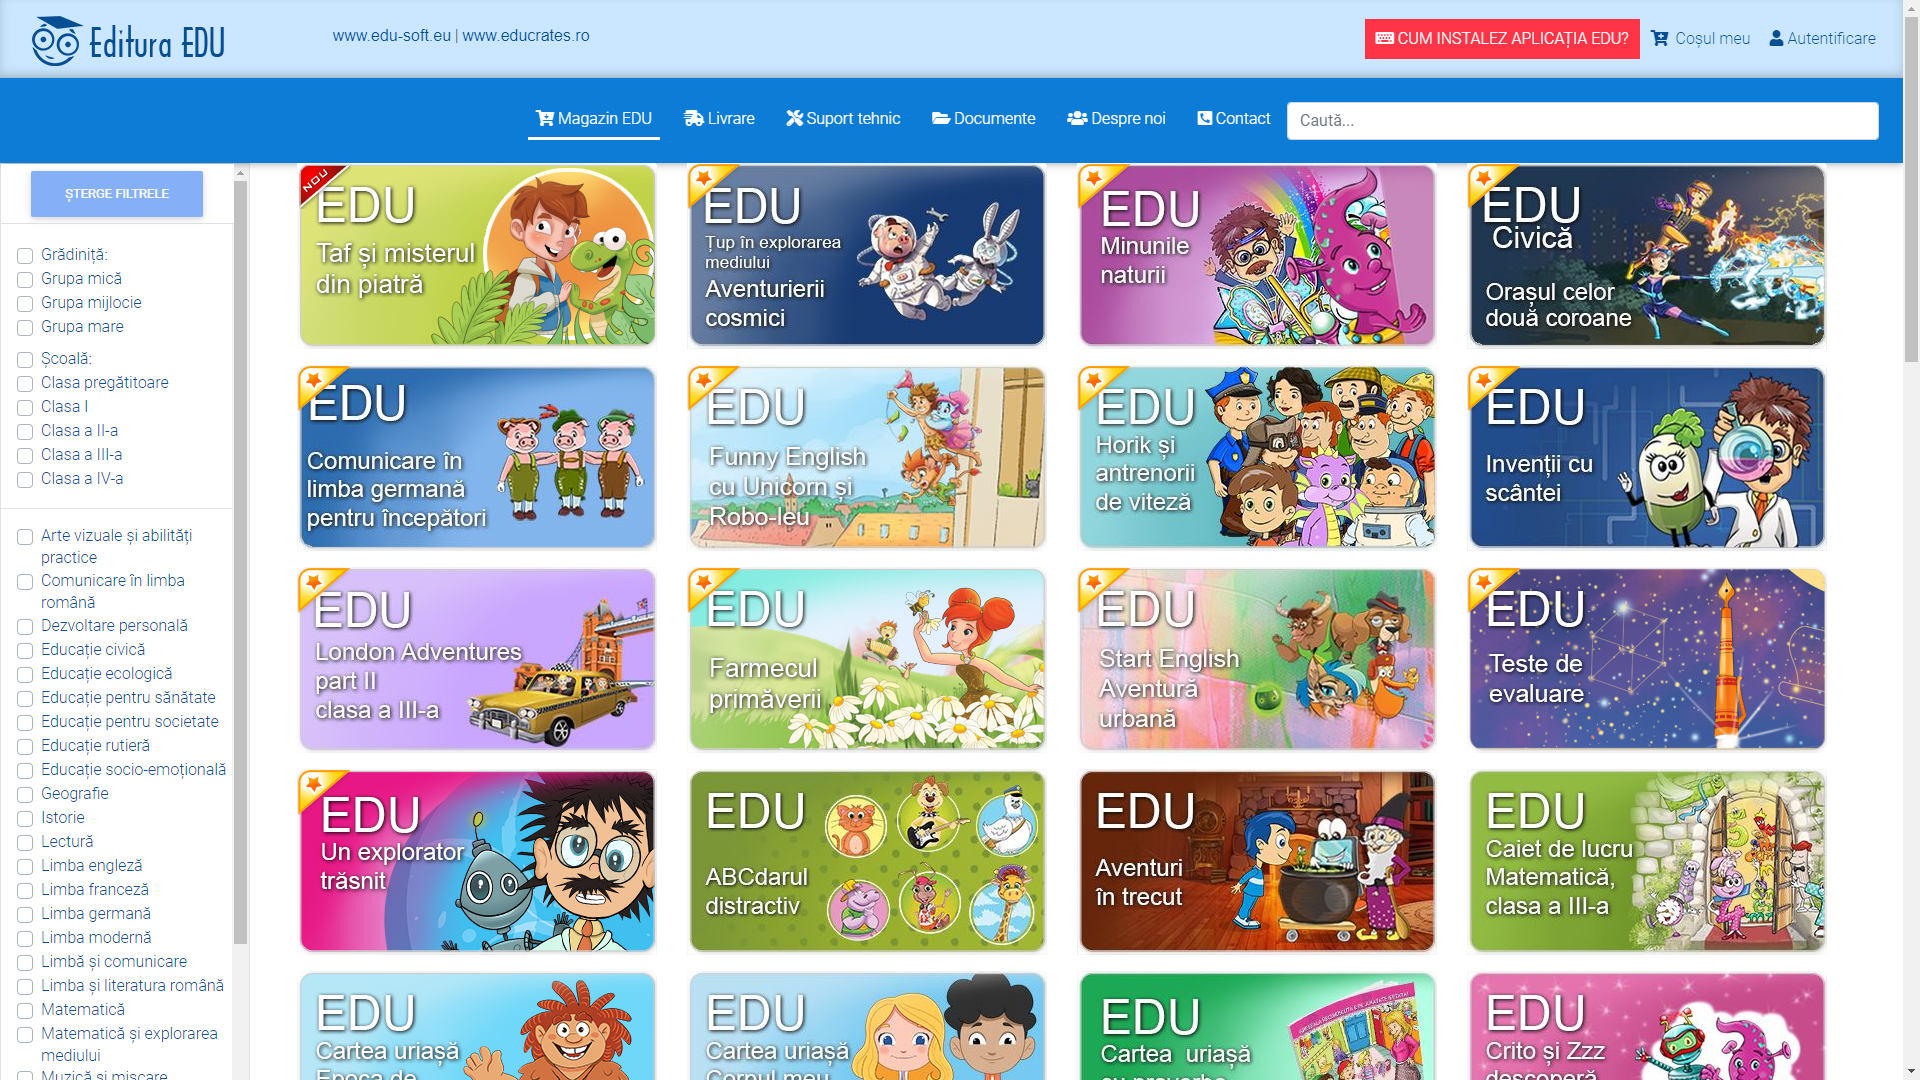 Editura EDU
www.edu-soft.eu | www.educrates.ro
CUM INSTALEZ APLICAȚIA EDU?
Coșul meu
Autentificare
Magazin EDU
Livrare
Suport tehnic
Documente
Despre noi
Contact
Caută...
ȘTERGE FILTRELE
Grădiniță:
Grupa mică
Grupa mijlocie
Grupa mare
Școală:
Clasa pregătitoare
Clasa I
Clasa a II-a
Clasa a III-a
Clasa a IV-a
Arte vizuale și abilități
practice
Comunicare în limba
română
Dezvoltare personală
Educație civică
Educație ecologică
Educație pentru sănătate
Educație pentru societate
Educație rutieră
Educație socio-emoțională
Geografie
Istorie
Lectură
Limba engleză
Limba franceză
Limba germană
Limba modernă
Limbă și comunicare
Limba și literatura română
Matematică
Matematică și explorarea
mediului
Muzică și mișcare
NOU
EDU
Taf și misterul
din piatră
EDU
Țup în explorarea
mediului
Aventurierii
cosmici
EDU
Minunile
naturii
EDU
Civică
Orașul celor
două coroane
EDU
Comunicare în
limba germană
pentru începători
EDU
Funny English
cu Unicorn și
Robo-leu
EDU
Horik și
antrenorii
de viteză
EDU
Invenții cu
scântei
EDU
London Adventures
part II
clasa a III-a
EDU
Farmecul
primăverii
EDU
Start English
Aventură
urbană
EDU
Teste de
evaluare
EDU
Un explorator
trăsnit
EDU
ABCdarul
distractiv
EDU
Aventuri
în trecut
EDU
Caiet de lucru
Matematică,
clasa a III-a
EDU
Cartea uriașă
Epoca de
EDU
Cartea uriașă
Corpul meu
EDU
Cartea uriașă
cu proverbe
EDU
Crito și Zzz
descoperă